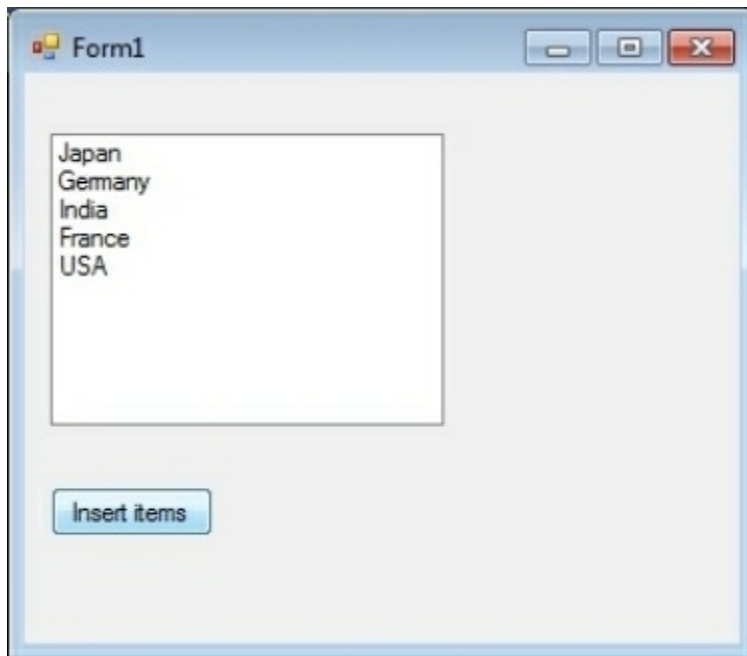 Form1
Japan
Germany
India
France
USA
Insert items